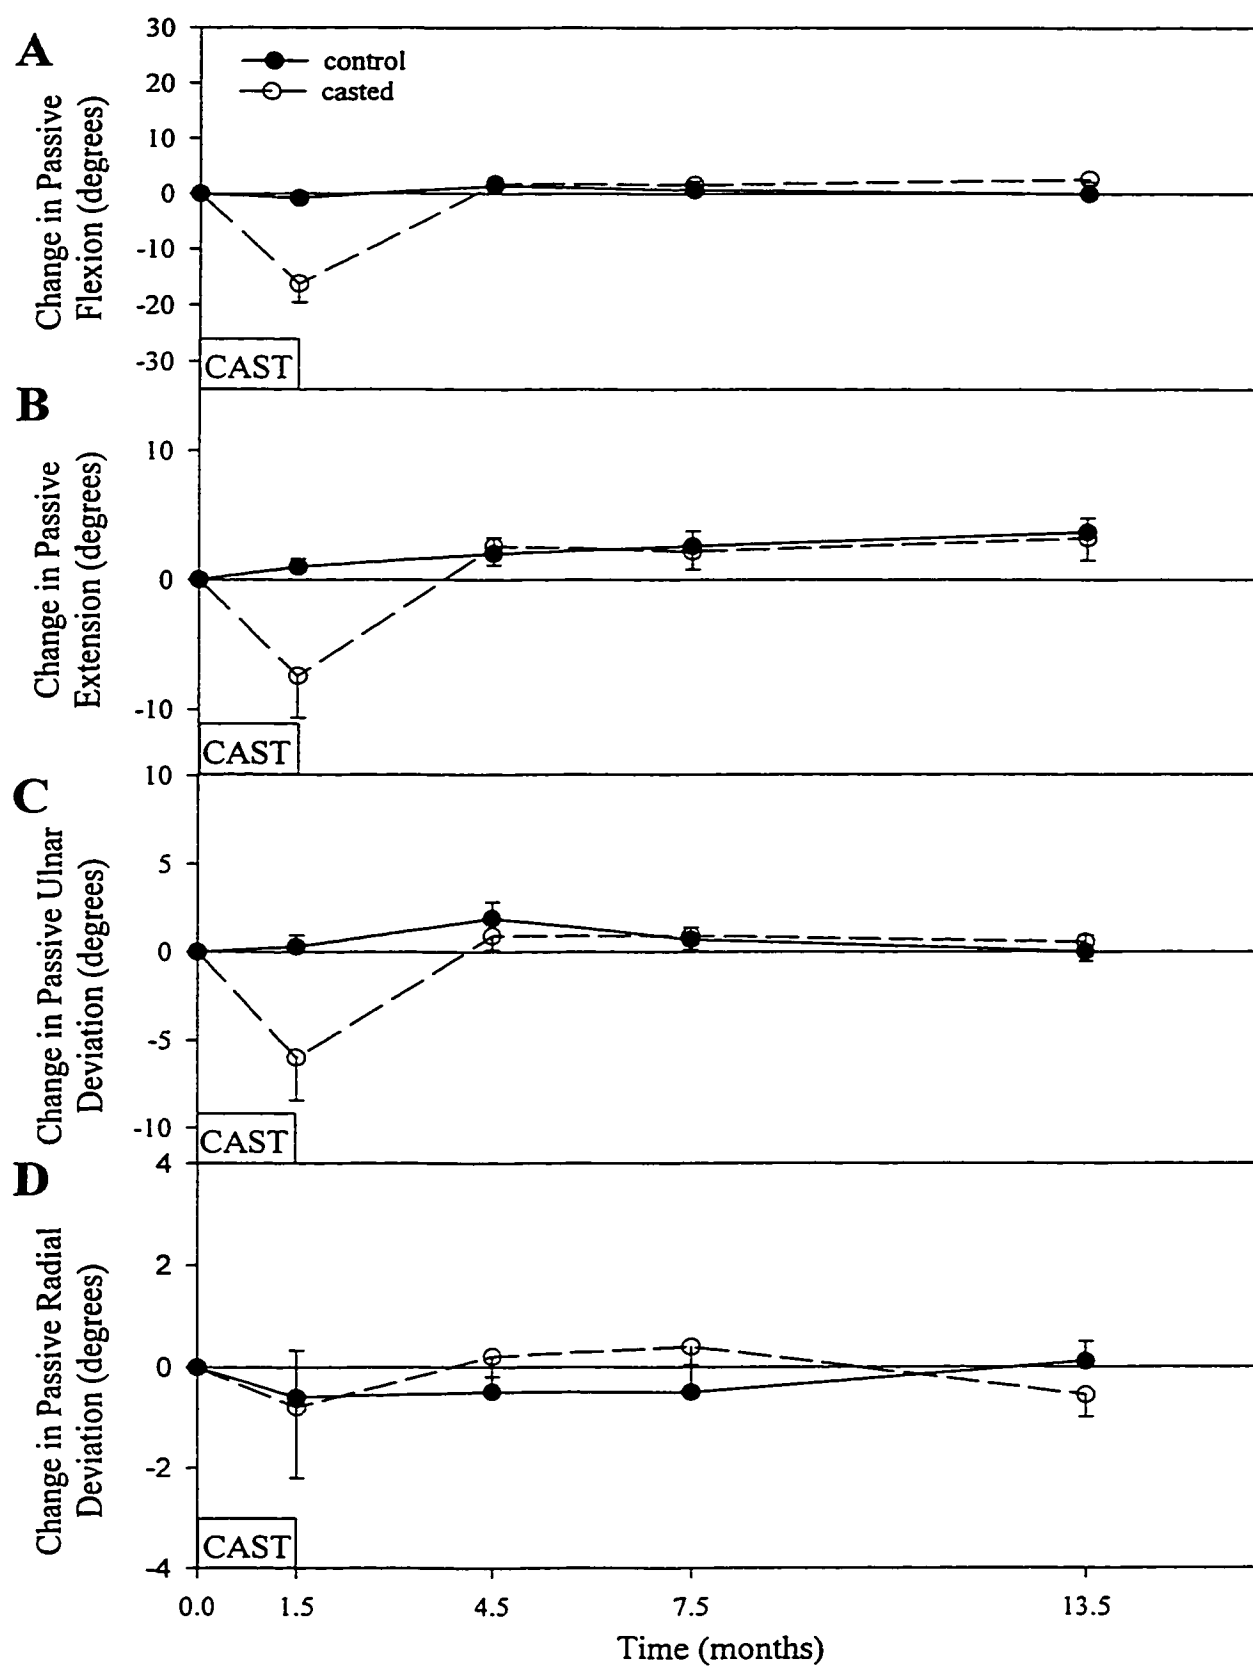 A
Change in Passive
Flexion (degrees)
30
20
10
0
-10
-20
-30
control
casted
CAST
B
Change in Passive
Extension (degrees)
10
0
-10
CAST
C
Change in Passive Ulnar
Deviation (degrees)
10
5
0
-5
-10
CAST
D
Change in Passive Radial
Deviation (degrees)
4
2
0
-2
-4
CAST
0.0 1.5 4.5 7.5 13.5
Time (months)